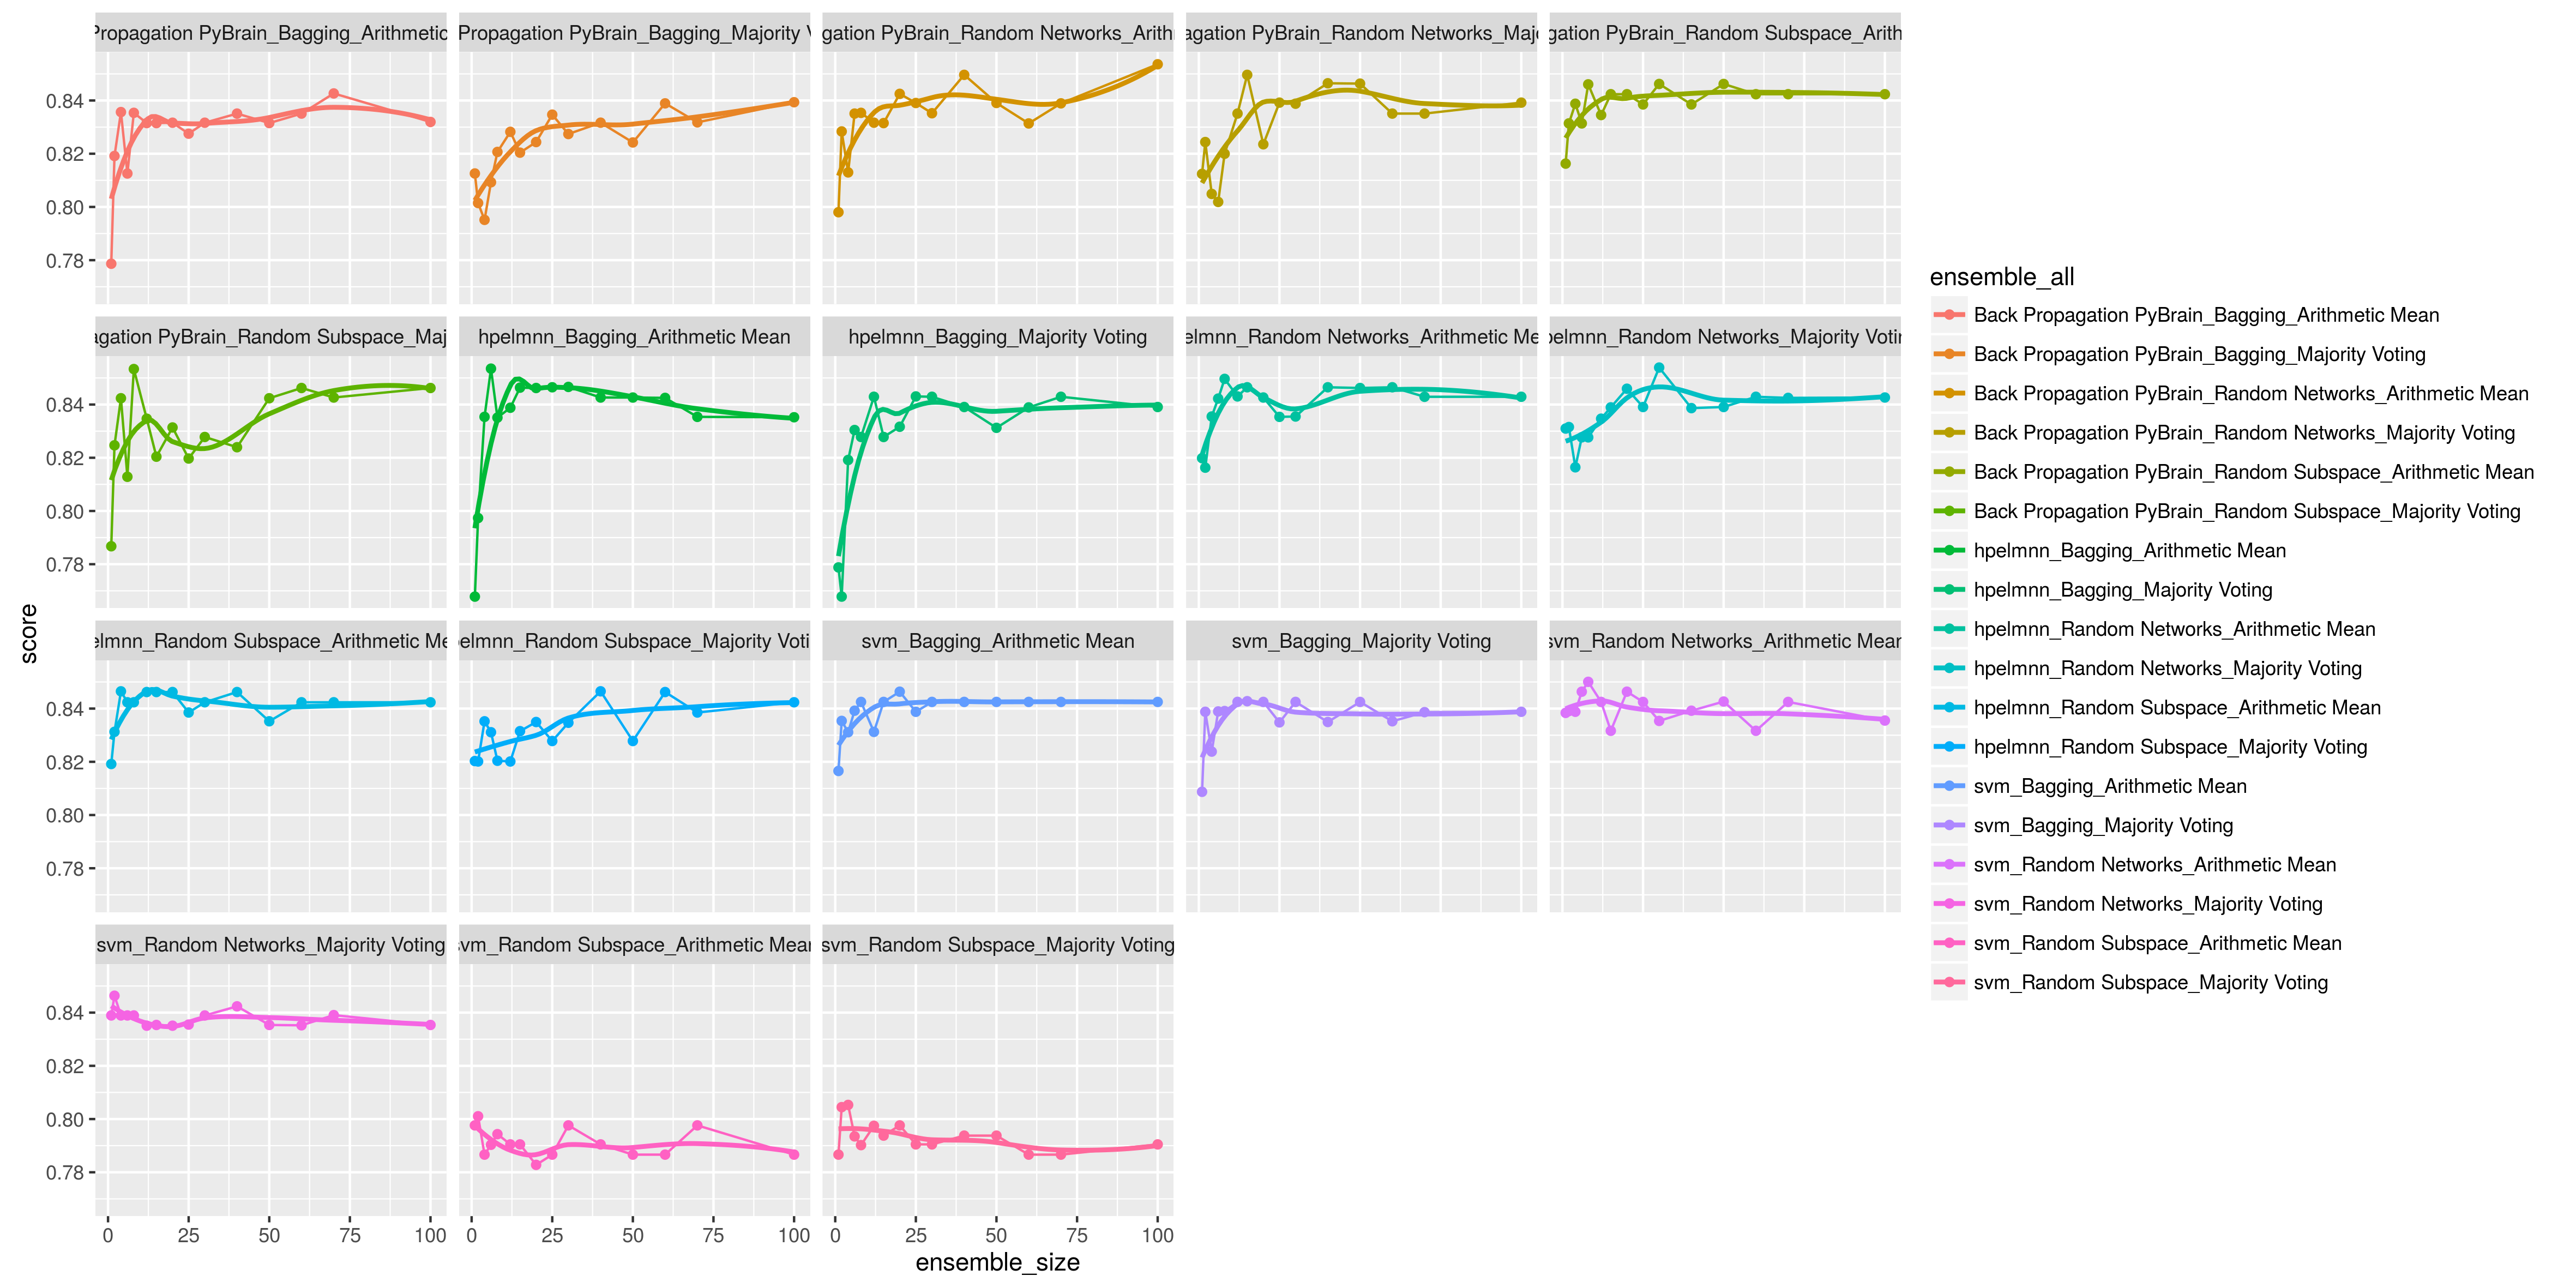 Propagation PyBrain_Bagging_Arithmetic
Propagation PyBrain_Bagging_Majority V
gation PyBrain_Random Networks_Arith
agation PyBrain_Random Networks_Majo
gation PyBrain_Random Subspace_Arith
0.84
0.82
0.80
0.78
agation PyBrain_Random Subspace_Maj
hpelmnn_Bagging_Arithmetic Mean
hpelmnn_Bagging_Majority Voting
elmnn_Random Networks_Arithmetic Me
pelmnn_Random Networks_Majority Votin
0.84
0.82
0.80
0.78
elmnn_Random Subspace_Arithmetic Me
pelmnn_Random Subspace_Majority Voti
svm_Bagging_Arithmetic Mean
svm_Bagging_Majority Voting
svm_Random Networks_Arithmetic Mean
0.84
0.82
0.80
0.78
svm_Random Networks_Majority Voting
svm_Random Subspace_Arithmetic Mean
svm_Random Subspace_Majority Voting
0.84
0.82
0.80
0.78
0 25 50 75 100
0 25 50 75 100
0 25 50 75 100
ensemble_size
score
ensemble_all
Back Propagation PyBrain_Bagging_Arithmetic Mean
Back Propagation PyBrain_Bagging_Majority Voting
Back Propagation PyBrain_Random Networks_Arithmetic Mean
Back Propagation PyBrain_Random Networks_Majority Voting
Back Propagation PyBrain_Random Subspace_Arithmetic Mean
Back Propagation PyBrain_Random Subspace_Majority Voting
hpelmnn_Bagging_Arithmetic Mean
hpelmnn_Bagging_Majority Voting
hpelmnn_Random Networks_Arithmetic Mean
hpelmnn_Random Networks_Majority Voting
hpelmnn_Random Subspace_Arithmetic Mean
hpelmnn_Random Subspace_Majority Voting
svm_Bagging_Arithmetic Mean
svm_Bagging_Majority Voting
svm_Random Networks_Arithmetic Mean
svm_Random Networks_Majority Voting
svm_Random Subspace_Arithmetic Mean
svm_Random Subspace_Majority Voting